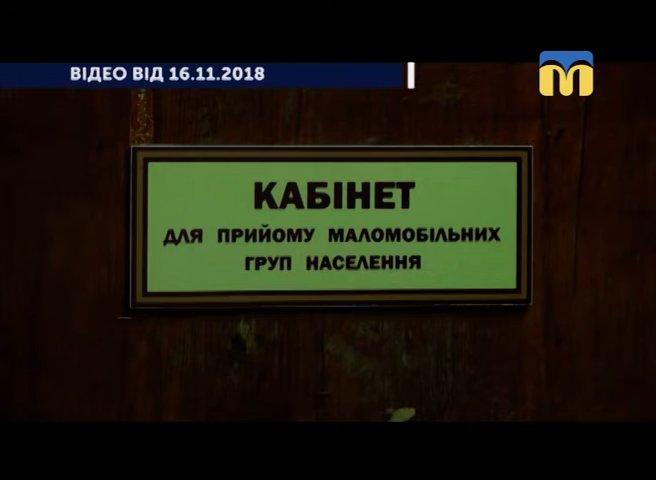 ВІДЕО ВІД 16.11.2018
М
КАБІНЕТ
ДЛЯ ПРИЙОМУ МАЛОМОБІЛЬНИХ
ГРУП НАСЕЛЕННЯ